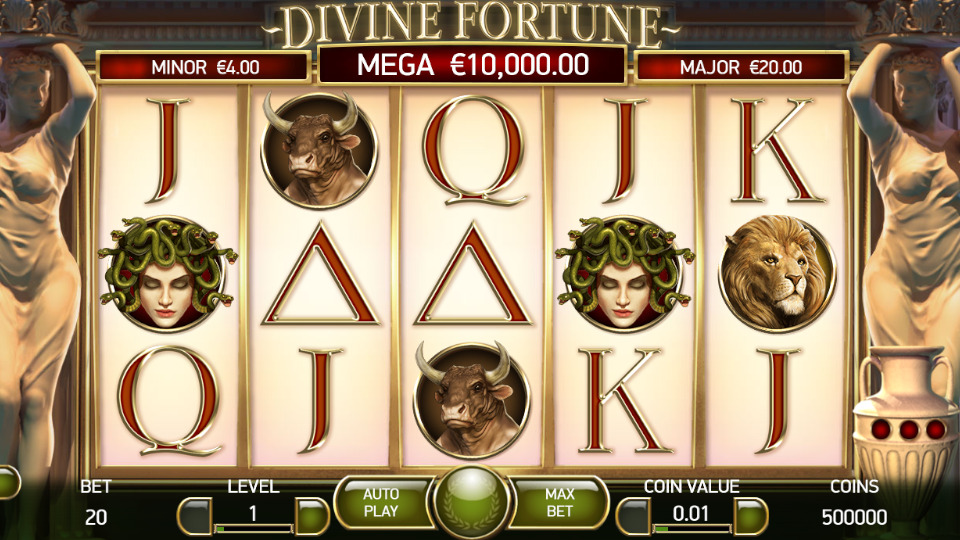 ~DIVINE FORTUNE~
MINOR €4.00
MEGA €10,000.00
MAJOR €20.00
J Q J K
Q J K J
BET
20
LEVEL
1
AUTO
PLAY
MAX
BET
COIN VALUE
0.01
COINS
500000